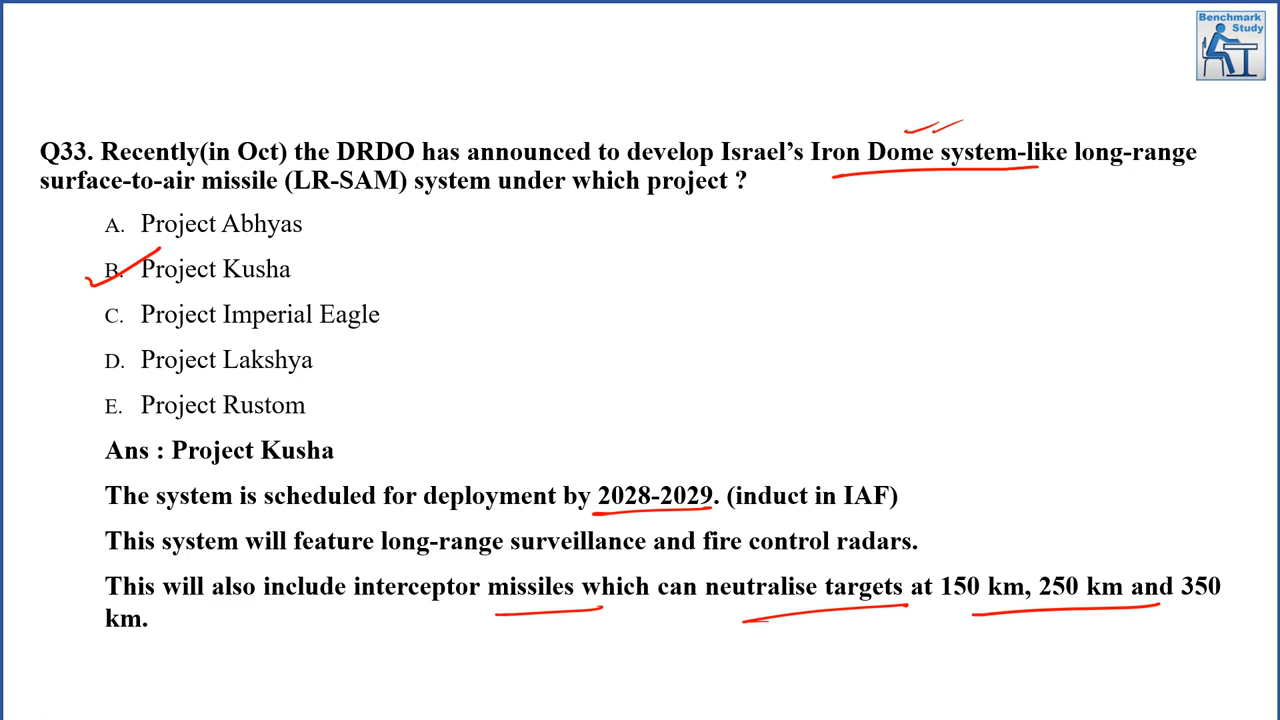 Benchmark
Study
Q33. Recently(in Oct) the DRDO has announced to develop Israel’s Iron Dome system-like long-range
surface-to-air missile (LR-SAM) system under which project ?
A. Project Abhyas
B. Project Kusha
C. Project Imperial Eagle
D. Project Lakshya
E. Project Rustom
Ans : Project Kusha
The system is scheduled for deployment by 2028-2029. (induct in IAF)
This system will feature long-range surveillance and fire control radars.
This will also include interceptor missiles which can neutralise targets at 150 km, 250 km and 350
km.